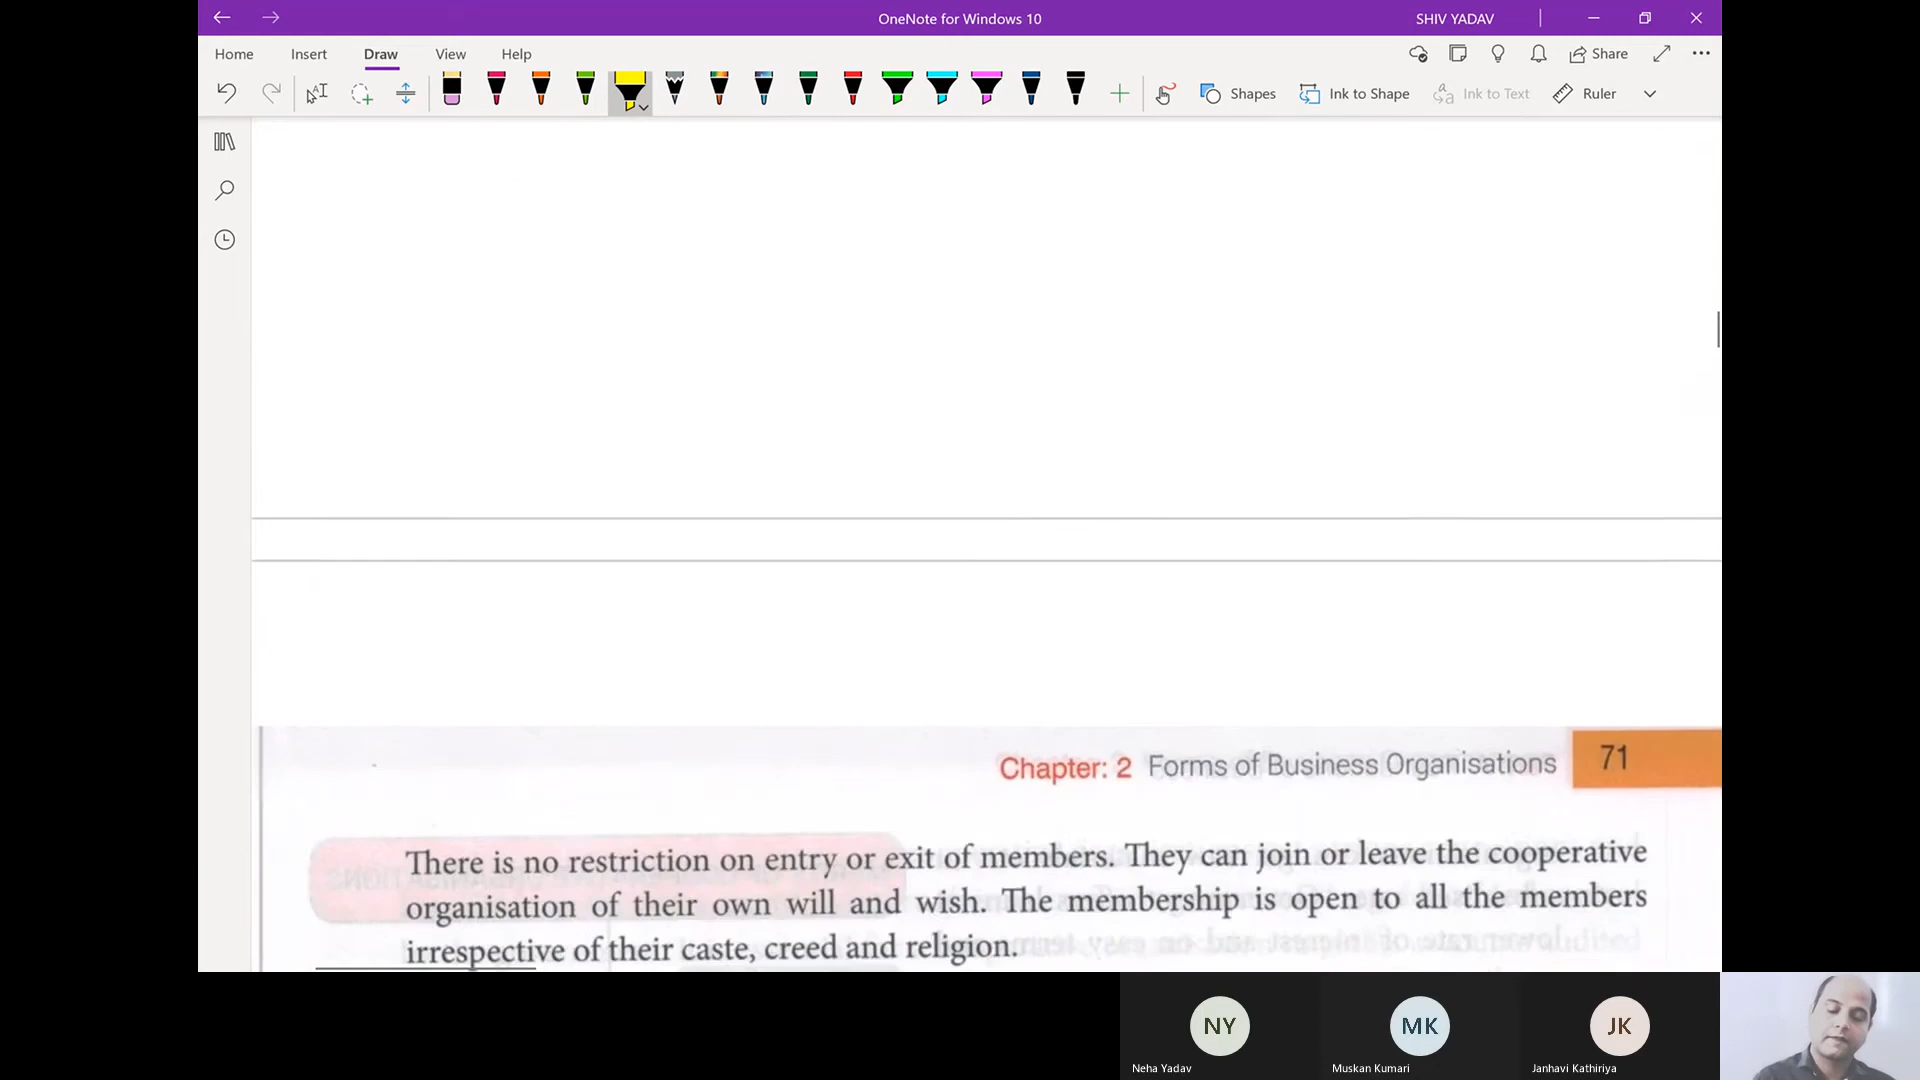 OneNote for Windows 10
SHIV YADAV
Home Insert Draw View Help
Share
Shapes Ink to Shape Ink to Text Ruler
Chapter: 2 Forms of Business Organisations 71
There is no restriction on entry or exit of members. They can join or leave the cooperative
organisation of their own will and wish. The membership is open to all the members
irrespective of their caste, creed and religion.
NY MK JK
Neha Yadav Muskan Kumari Janhavi Kathiriya